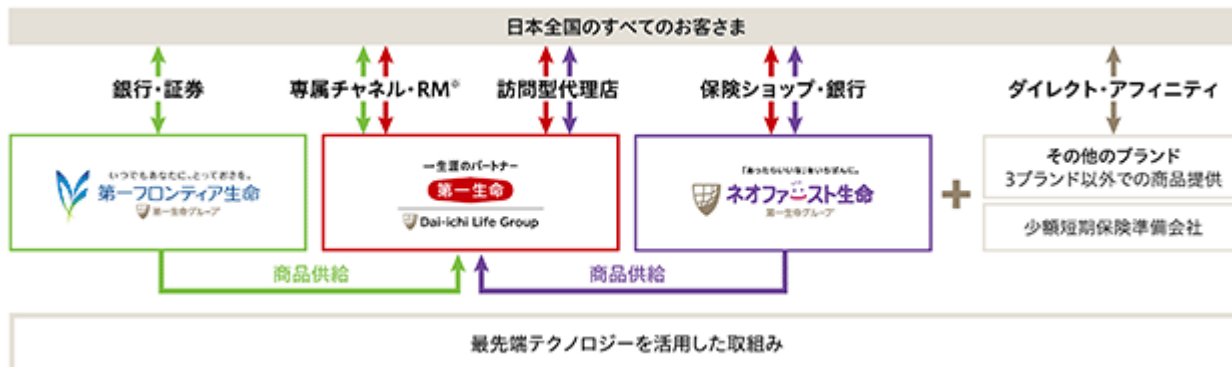 日本全国のすべてのお客さま
銀行・証券
専属チャネル・RM※
訪問型代理店
保険ショップ・銀行
ダイレクト・アフィニティ
いつでもあなたに、とっておきを。
第一フロンティア生命
第一生命グループ
一生涯のパートナー
第一生命
Dai-ichi Life Group
「あったらいいな」をいちばんに。
ネオファースト生命
第一生命グループ
+
その他のブランド
3ブランド以外での商品提供
少額短期保険準備会社
商品供給
商品供給
最先端テクノロジーを活用した取組み